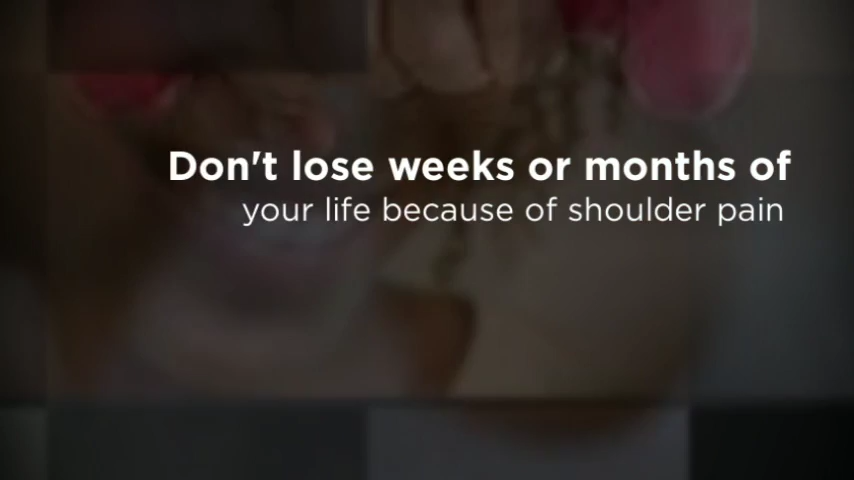 Don't lose weeks or months of
your life because of shoulder pain